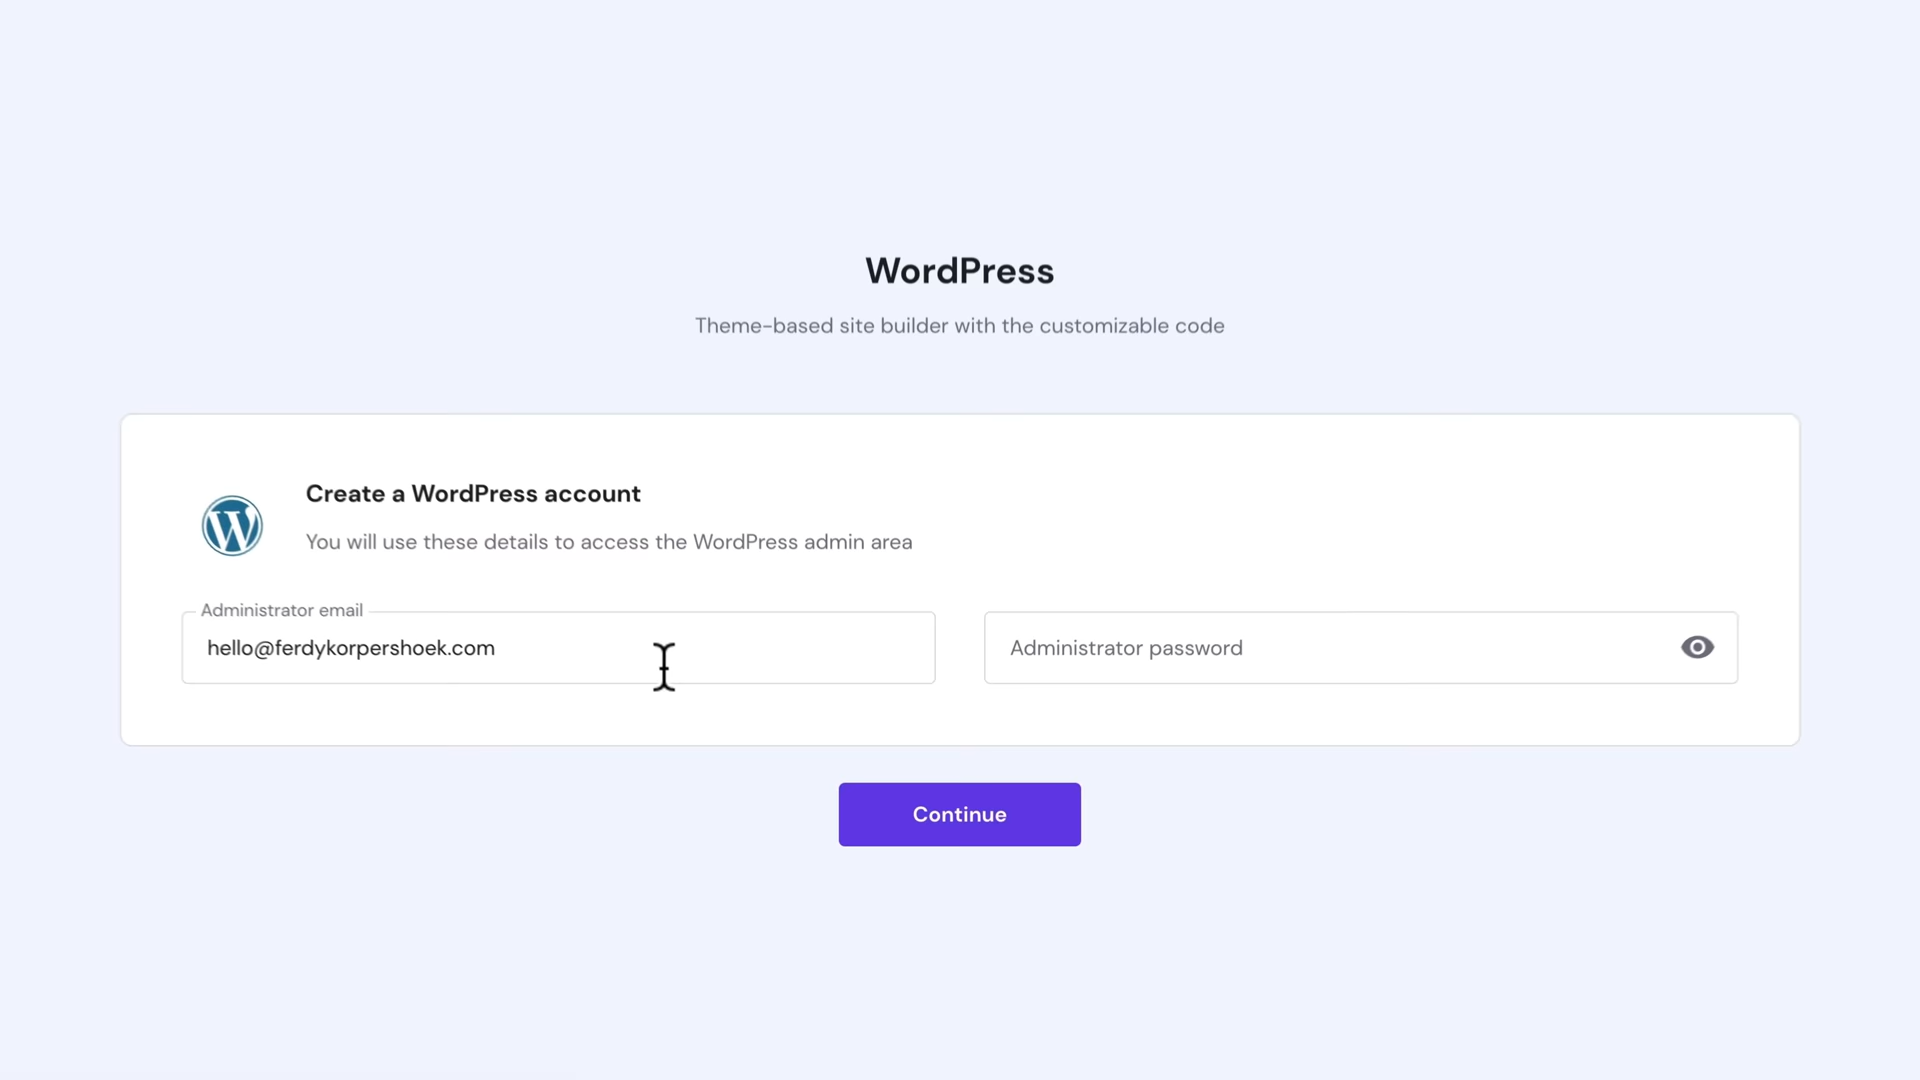 WordPress
Theme-based site builder with the customizable code
Create a WordPress account
You will use these details to access the WordPress admin area
Administrator email
hello@ferdykorpershoek.com
Administrator password
Continue